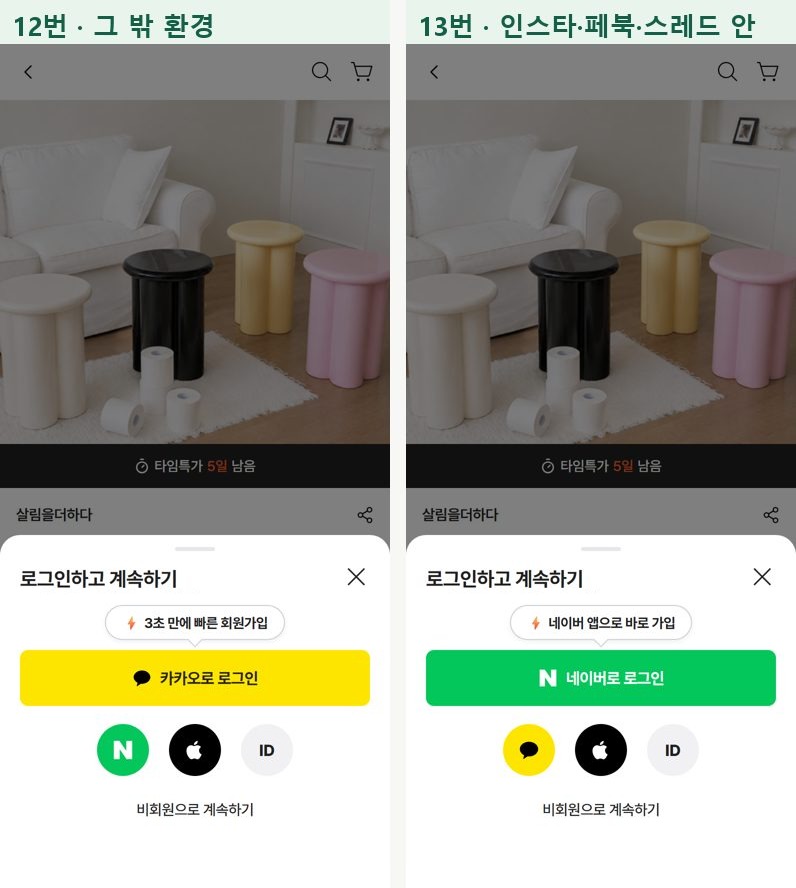 12번 · 그 밖 환경
타임특가 5일 남음
살림을더하다
로그인하고 계속하기
3초 만에 빠른 회원가입
카카오로 로그인
N
ID
비회원으로 계속하기
13번 · 인스타·페북·스레드 안
타임특가 5일 남음
살림을더하다
로그인하고 계속하기
네이버 앱으로 바로 가입
N 네이버로 로그인
ID
비회원으로 계속하기